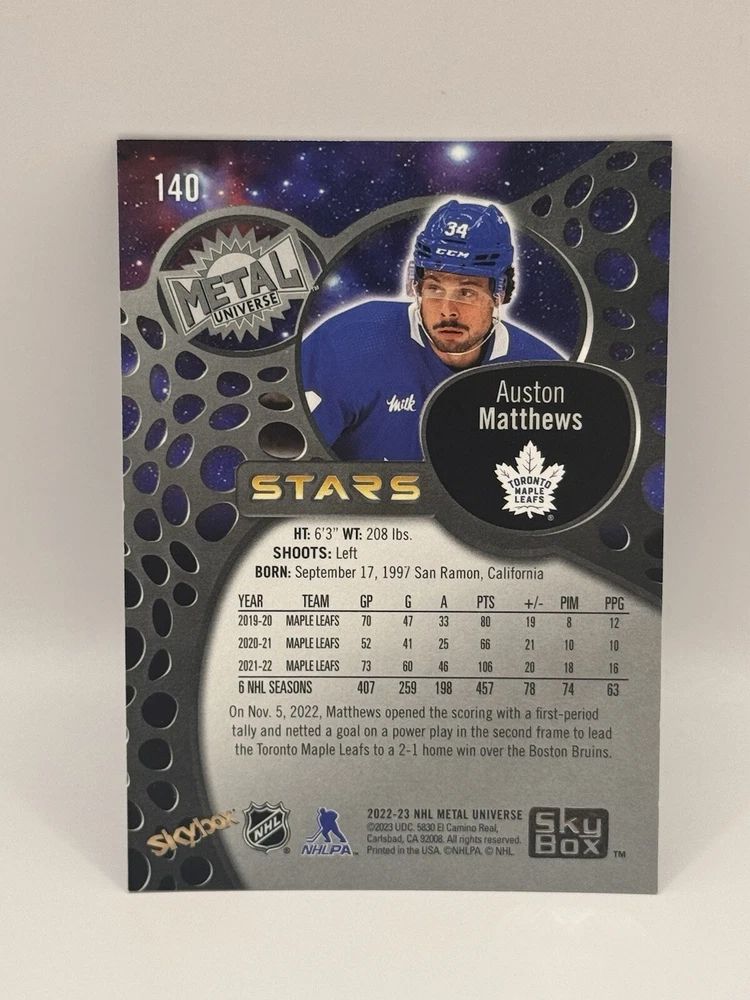 140
METAL
UNIVERSE
TM
34
CCM
Milk
Auston
Matthews
TORONTO
MAPLE
LEAFS
®
STARS
HT: 6'3" WT: 208 lbs.
SHOOTS: Left
BORN: September 17, 1997 San Ramon, California
YEAR TEAM GP G A PTS +/- PIM PPG
2019-20 MAPLE LEAFS 70 47 33 80 19 8 12
2020-21 MAPLE LEAFS 52 41 25 66 21 10 10
2021-22 MAPLE LEAFS 73 60 46 106 20 18 16
6 NHL SEASONS 407 259 198 457 78 74 63
On Nov. 5, 2022, Matthews opened the scoring with a first-period
tally and netted a goal on a power play in the second frame to lead
the Toronto Maple Leafs to a 2-1 home win over the Boston Bruins.
skybox
NHL
®
NHLPA
TM
2022-23 NHL METAL UNIVERSE
©2023 UDC. 5830 El Camino Real,
Carlsbad, CA 92008. All rights reserved.
Printed in the USA. ©NHLPA. © NHL.
Sky
Box
TM